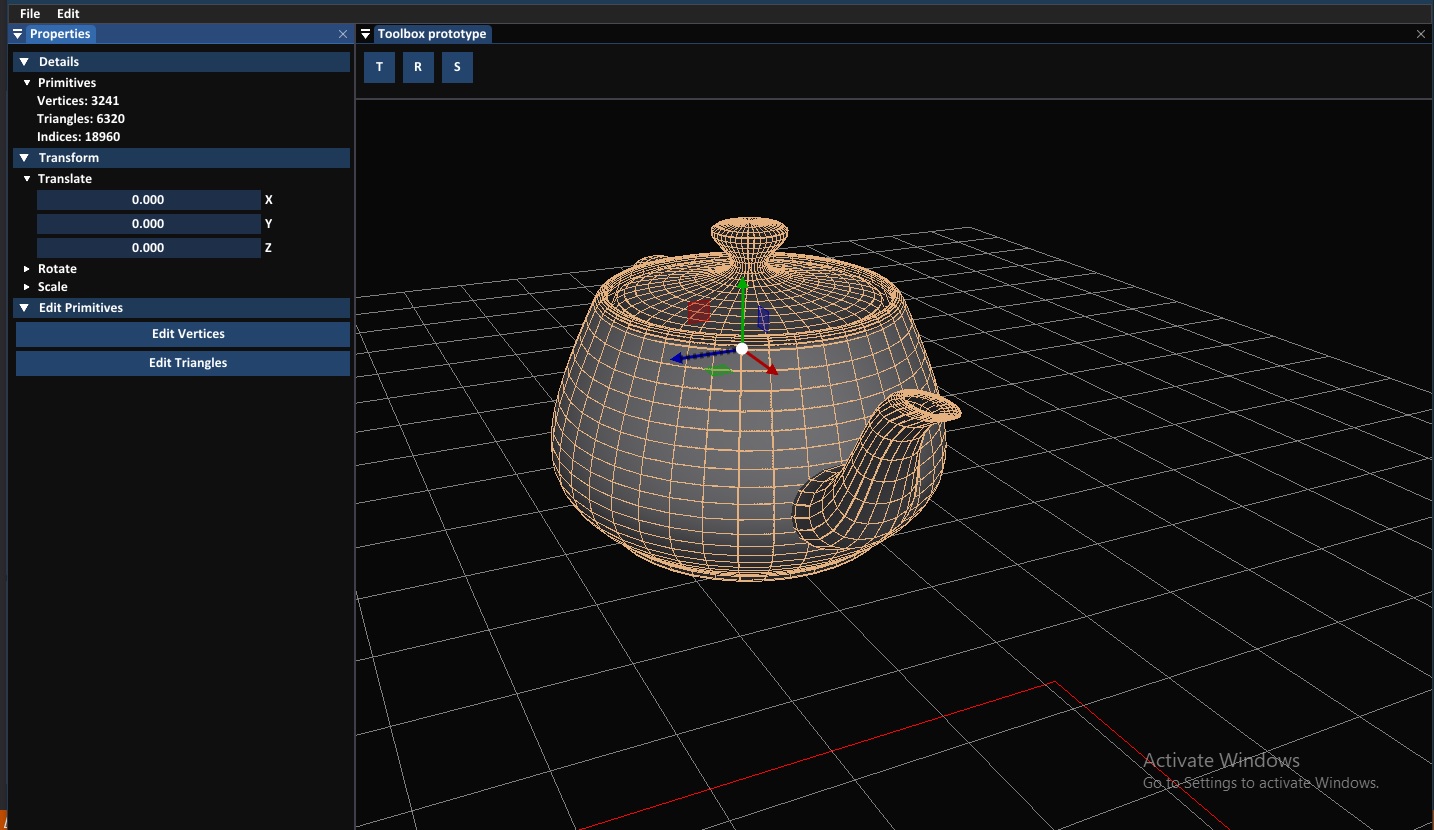 File Edit
Properties
Toolbox prototype
T R S
Details
Primitives
Vertices: 3241
Triangles: 6320
Indices: 18960
Transform
Translate
0.000 X
0.000 Y
0.000 Z
Rotate
Scale
Edit Primitives
Edit Vertices
Edit Triangles
Activate Windows
Go to Settings to activate Windows.